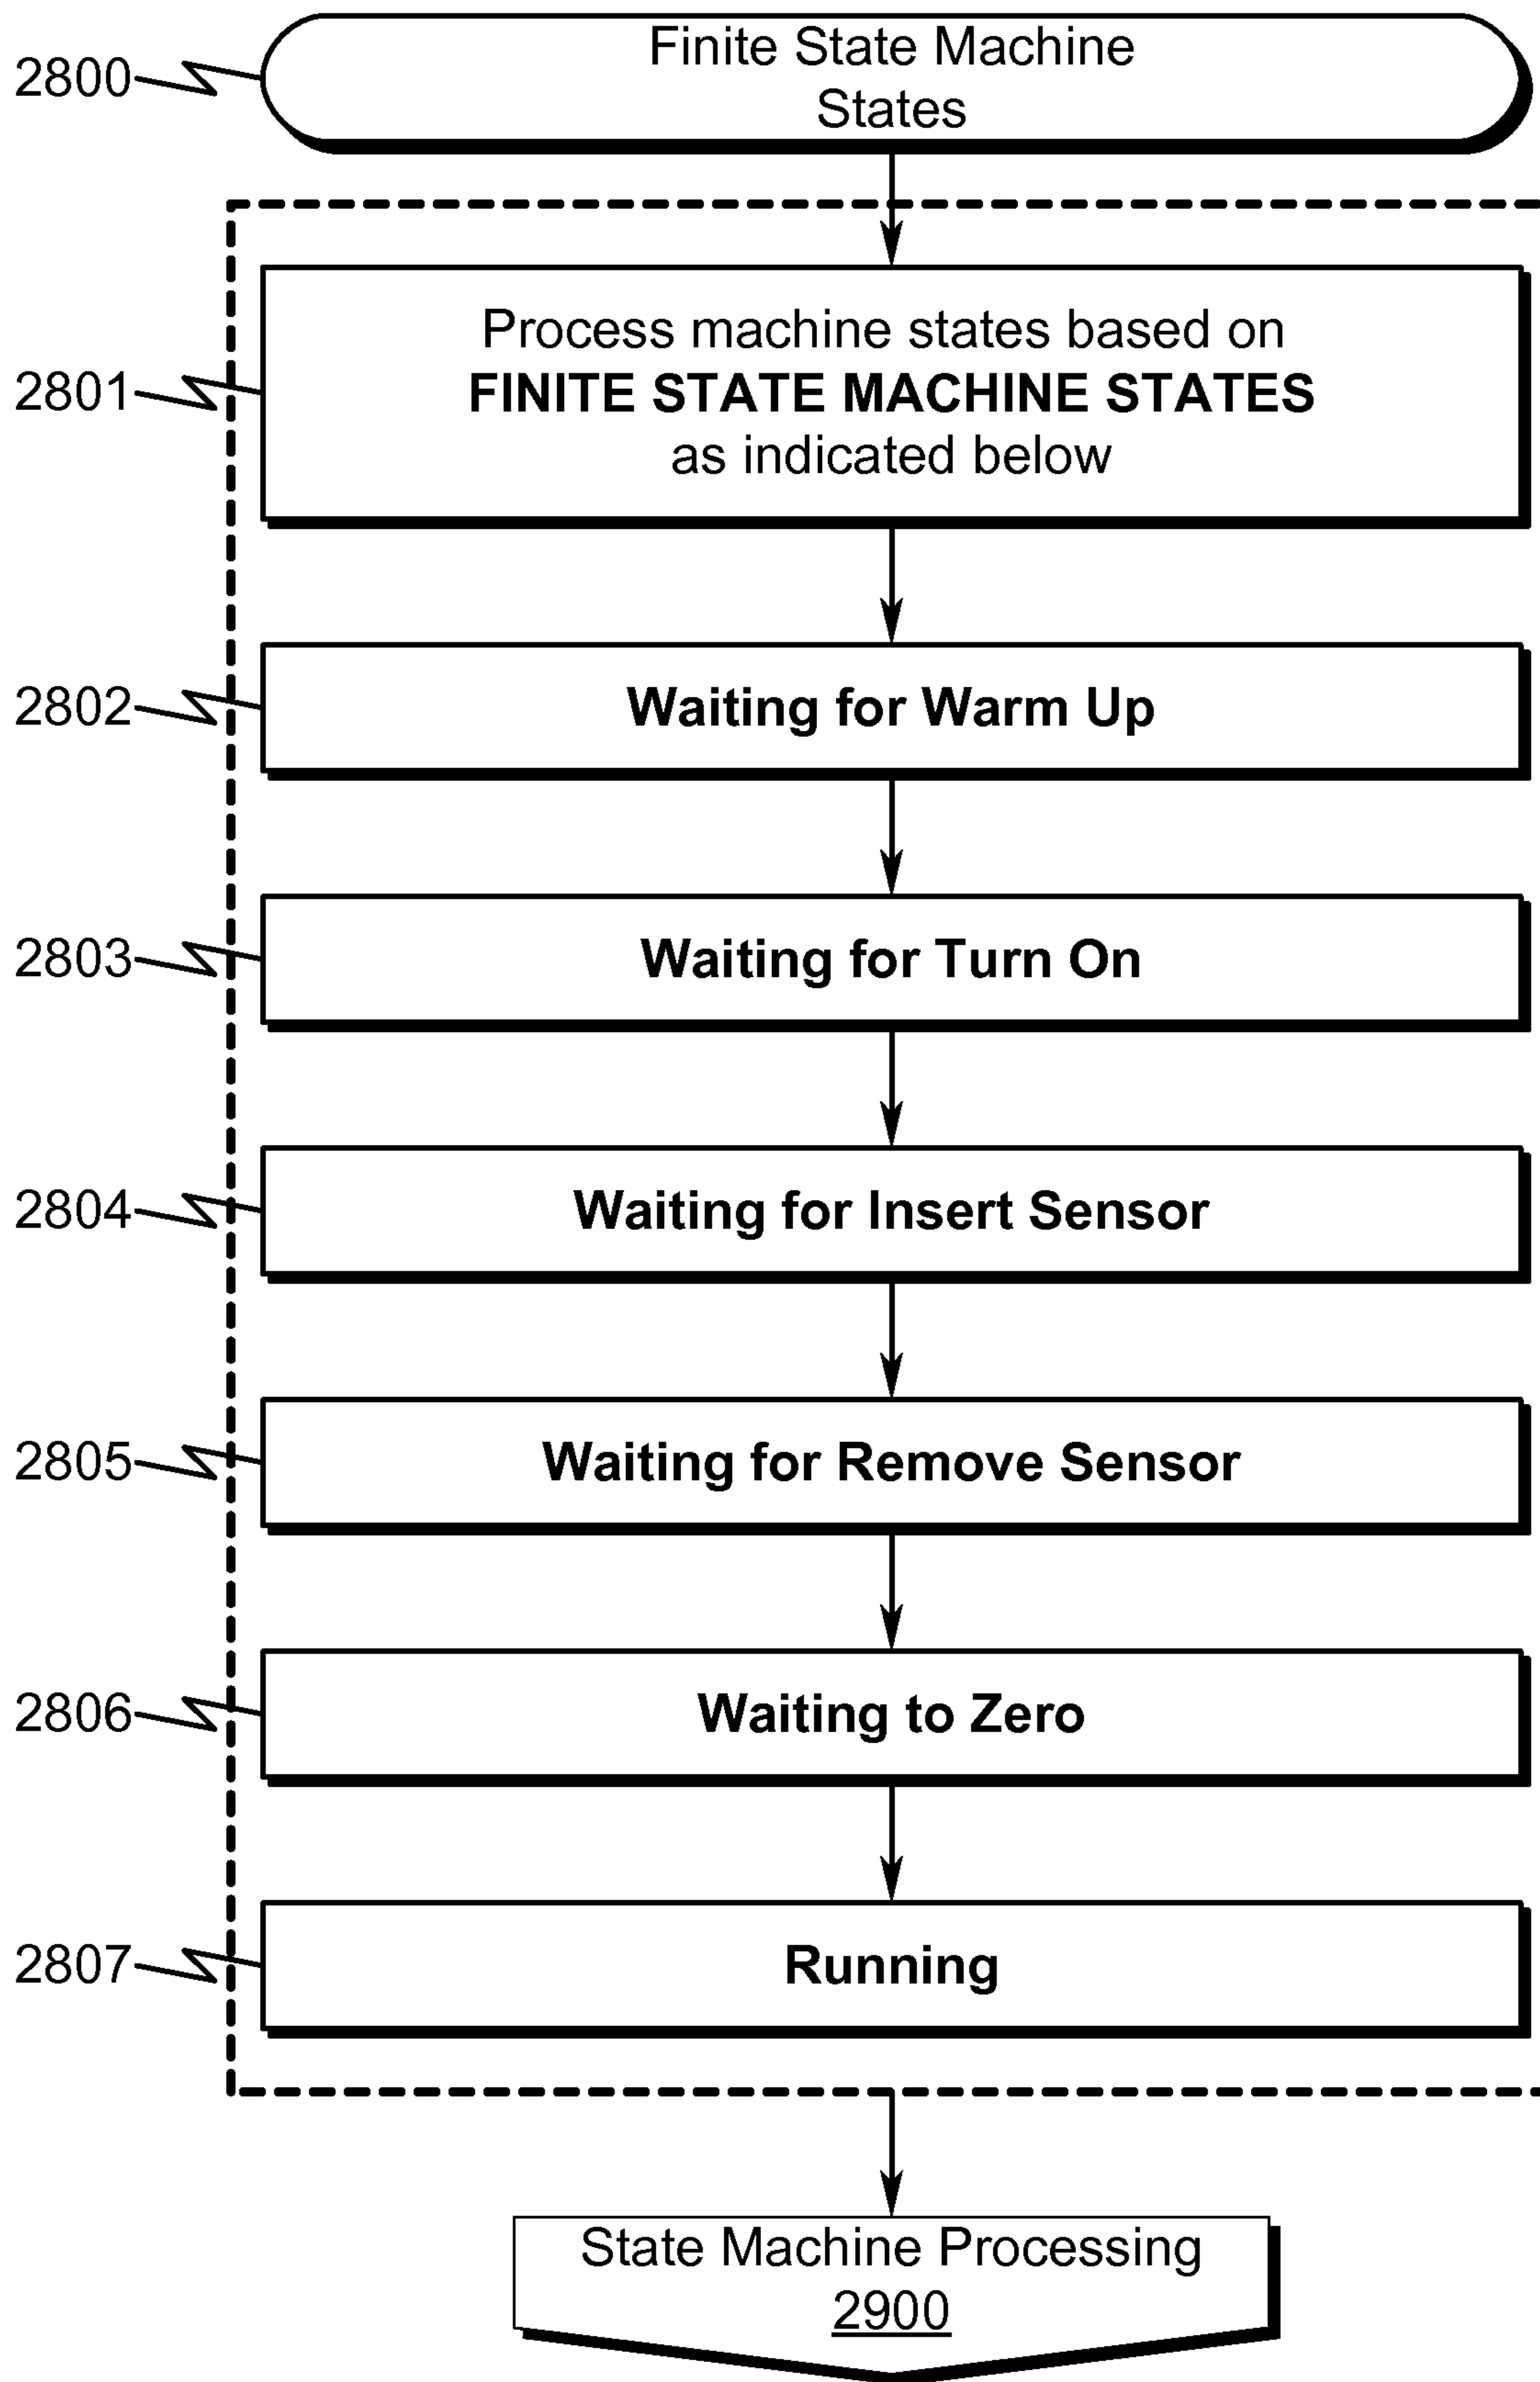 2800
Finite State Machine
States
2801
Process machine states based on
FINITE STATE MACHINE STATES
as indicated below
2802
Waiting for Warm Up
2803
Waiting for Turn On
2804
Waiting for Insert Sensor
2805
Waiting for Remove Sensor
2806
Waiting to Zero
2807
Running
State Machine Processing
2900